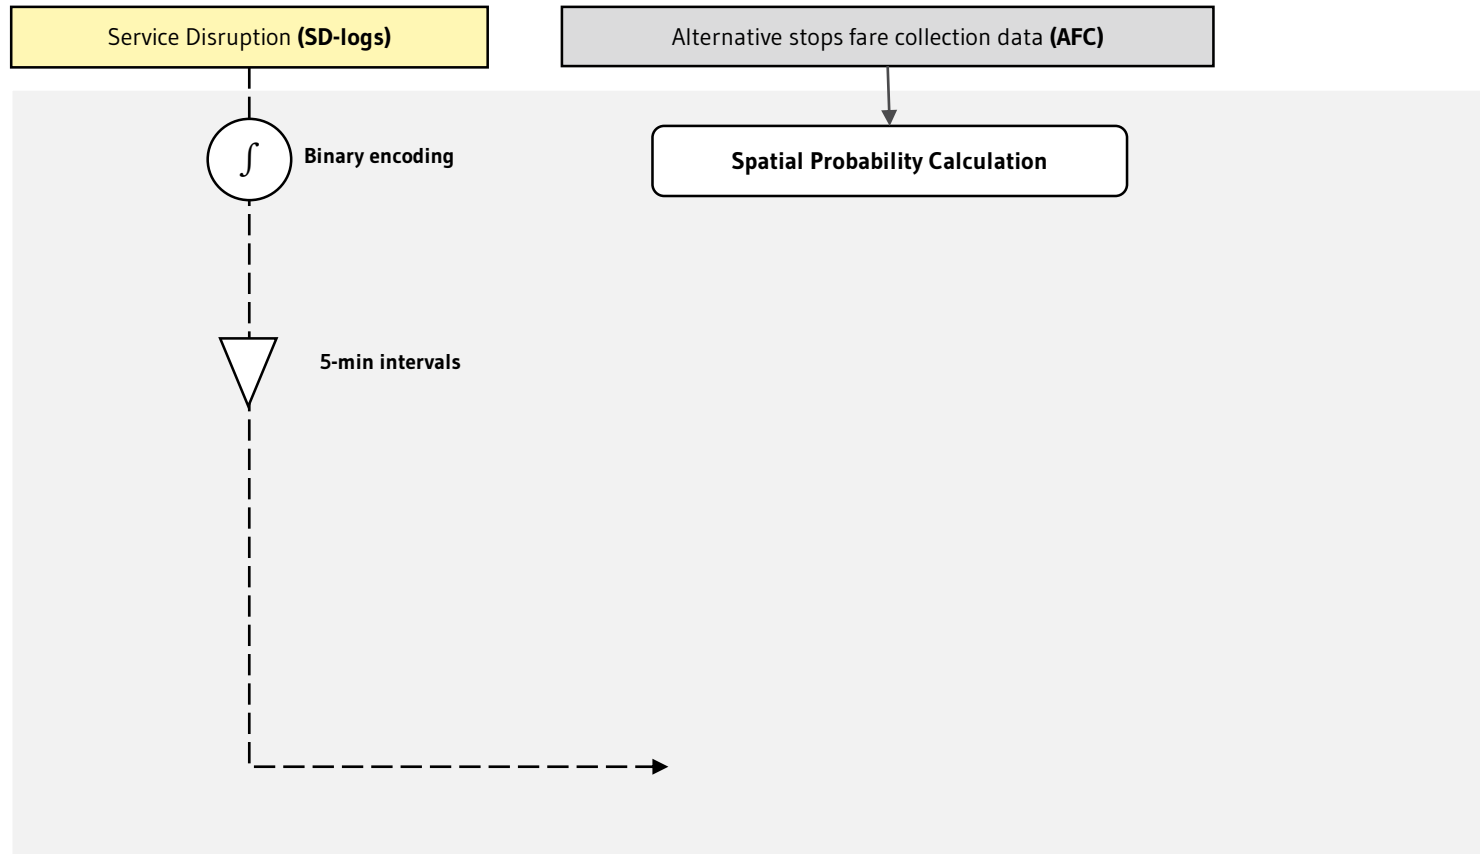 Service Disruption (SD-logs)
Alternative stops fare collection data (AFC)
∫
Binary encoding
Spatial Probability Calculation
5-min intervals